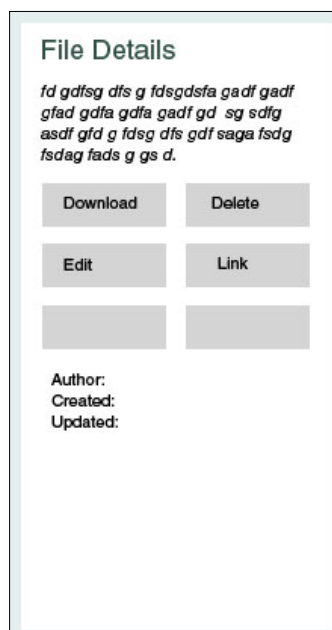 File Details
fd gdfsg dfs g fdsgdsfa gadf gadf
gfad gdfa gdfa gadf gd sg sdfg
asdf gfd g fdsg dfs gdf saga fsdg
fsdag fads g gs d.
Download Delete
Edit Link
Author:
Created:
Updated: